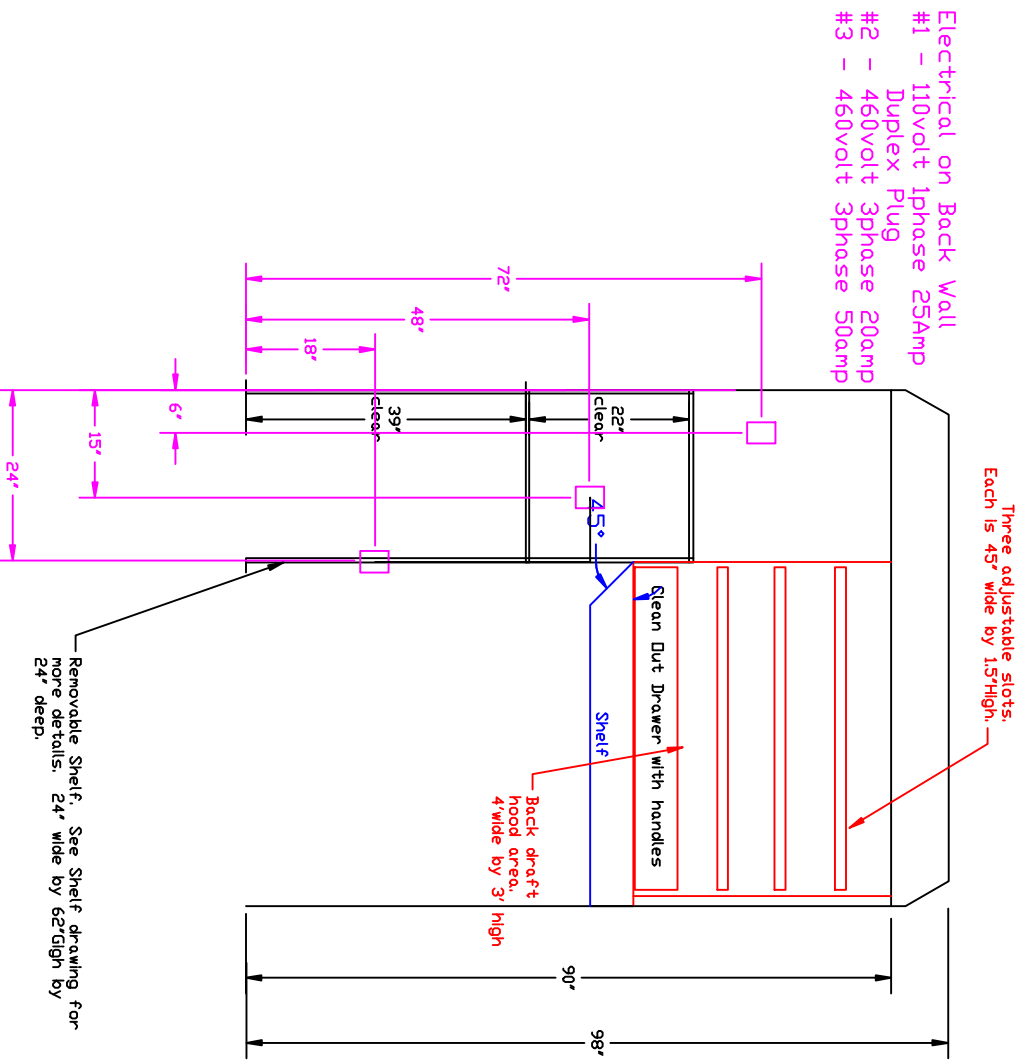 Electrical on Back Wall
#1 - 110volt 1phase 25Amp
Duplex Plug
#2 - 460volt 3phase 20amp
#3 - 460volt 3phase 50amp
Three adjustable slots.
Each is 45" wide by 1.5"High.
72"
48"
18"
6"
15"
24"
22"
clear
39"
clear
45°
Clean Out Drawer with handles
Shelf
Back draft
hood area.
4'wide by 3' high
Removable Shelf. See Shelf drawing for
more details. 24" wide by 62"Gigh by
24" deep.
90"
98"